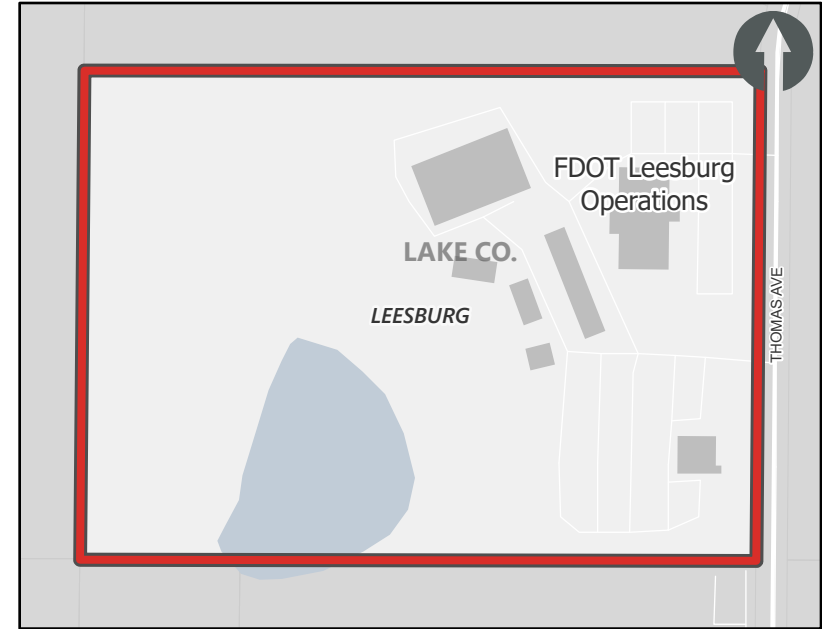 FDOT Leesburg
Operations
LAKE CO.
LEESBURG
THOMAS AVE